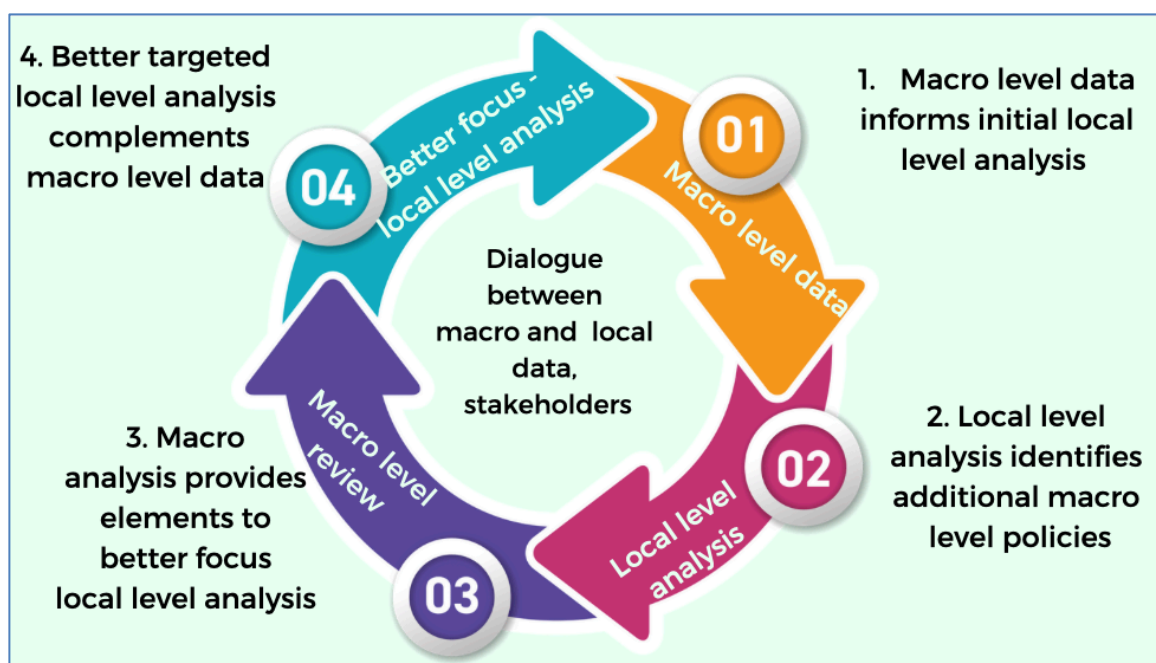 4. Better targeted
local level analysis
complements
macro level data
04
Better focus -
local level analysis
01
Macro level data
1. Macro level data
informs initial local
level analysis
Dialogue
between
macro and local
data,
stakeholders
3. Macro
analysis provides
elements to
better focus
local level analysis
Macro level
review
03
Local level
analysis
02
2. Local level
analysis identifies
additional macro
level policies